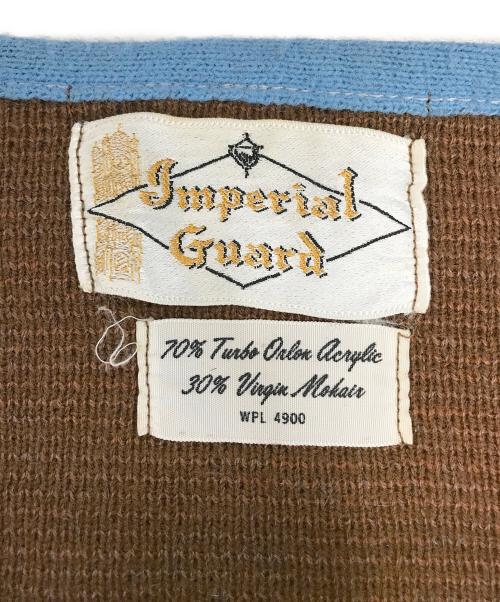 Imperial
Guard
70% Turbo Orlon Acrylic
30% Virgin Mohair
WPL 4900